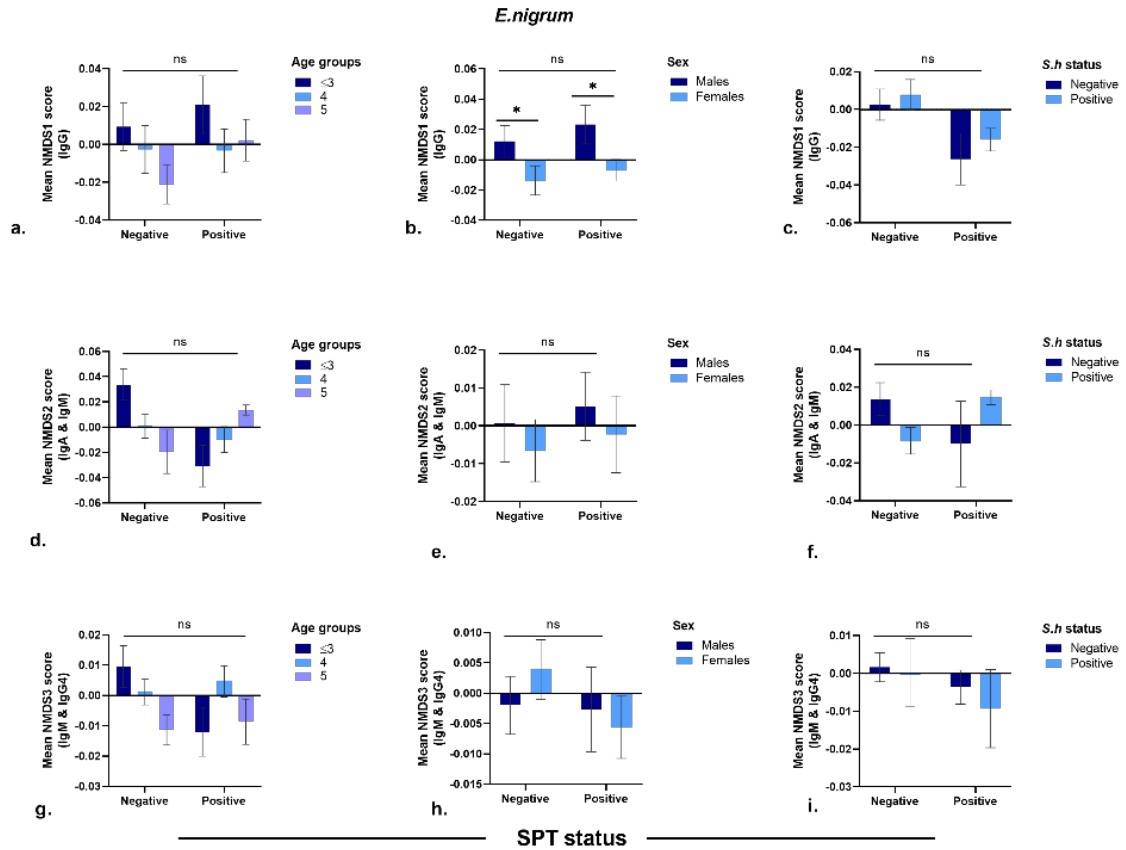 E.nigrum
ns
Age groups
≤3
4
5
0.04
0.02
0.00
-0.02
-0.04
Mean NMDS1 score
(IgG)
Negative Positive
a.
ns
* *
Sex
Males
Females
0.06
0.04
0.02
0.00
-0.02
-0.04
Mean NMDS1 score
(IgG)
Negative Positive
b.
ns
S.h status
Negative
Positive
0.02
0.00
-0.02
-0.04
-0.06
Mean NMDS1 score
(IgG)
Negative Positive
c.
ns
Age groups
≤3
4
5
0.06
0.04
0.02
0.00
-0.02
-0.04
-0.06
Mean NMDS2 score
(IgA & IgM)
Negative Positive
d.
ns
Sex
Males
Females
0.02
0.01
0.00
-0.01
-0.02
Mean NMDS2 score
(IgA & IgM)
Negative Positive
e.
ns
S.h status
Negative
Positive
0.04
0.02
0.00
-0.02
-0.04
Mean NMDS2 score
(IgA & IgM)
Negative Positive
f.
ns
Age groups
≤3
4
5
0.02
0.01
0.00
-0.01
-0.02
-0.03
Mean NMDS3 score
(IgM & IgG4)
Negative Positive
g.
ns
Sex
Males
Females
0.010
0.005
0.000
-0.005
-0.010
-0.015
Mean NMDS3 score
(IgM & IgG4)
Negative Positive
h.
ns
S.h status
Negative
Positive
0.01
0.00
-0.01
-0.02
-0.03
Mean NMDS3 score
(IgM & IgG4)
Negative Positive
i.
SPT status